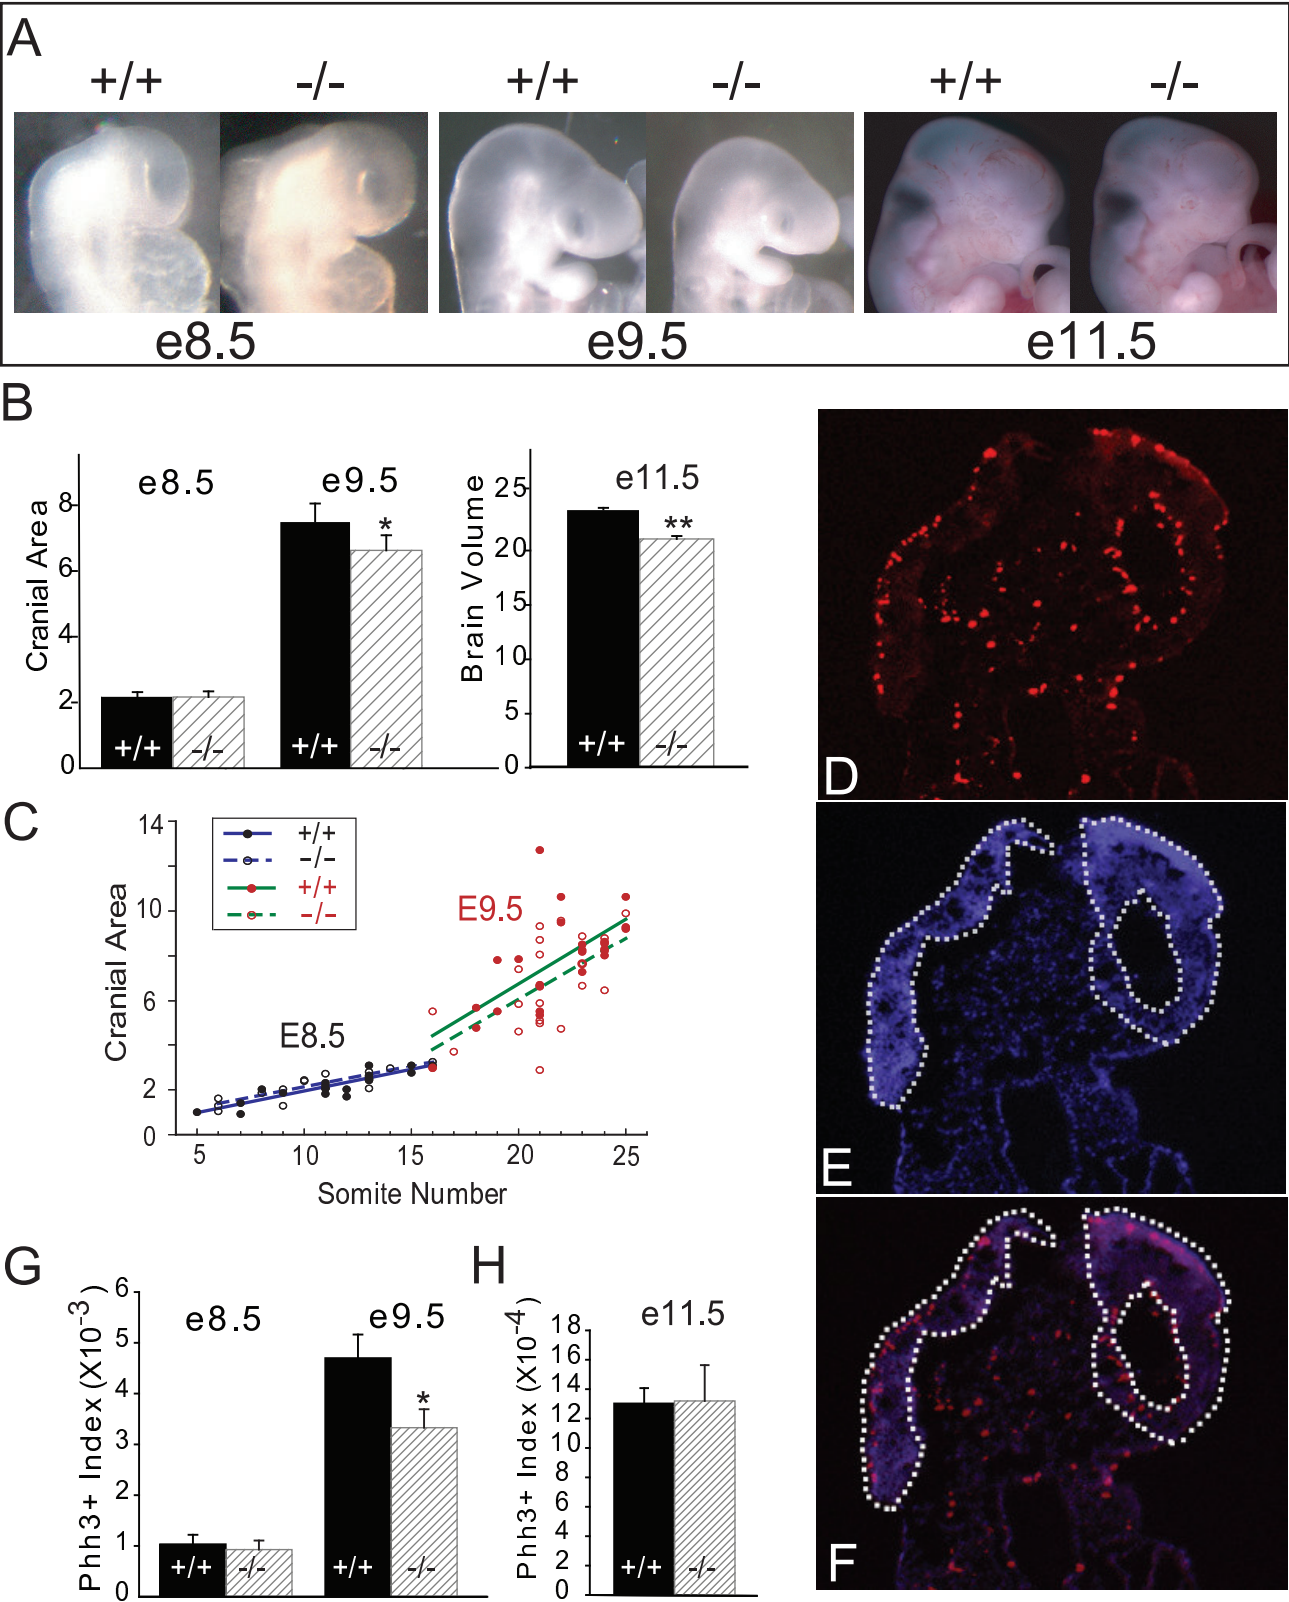 A
+/+ -/- +/+ -/- +/+ -/-
e8.5 e9.5 e11.5
B
Cranial Area
8
6
4
2
0
e8.5 e9.5
*
+/+ -/- +/+ -/-
Brain Volume
25
20
15
10
5
0
e11.5
**
+/+ -/-
C
Cranial Area
14
10
6
2
0
+/+
-/-
+/+
-/-
E8.5
E9.5
5 10 15 20 25
Somite Number
D
E
F
G
Phh3+ Index (X10-3)
6
5
4
3
2
1
0
e8.5 e9.5
*
+/+ -/- +/+ -/-
H
Phh3+ Index (X10-4)
18
16
14
12
10
8
6
4
2
0
e11.5
+/+ -/-